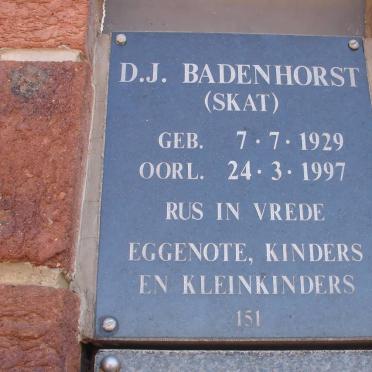 D.J. BADENHORST
(SKAT)
GEB. 7·7·1929
OORL. 24·3·1997
RUS IN VREDE
EGGENOTE, KINDERS
EN KLEINKINDERS
151